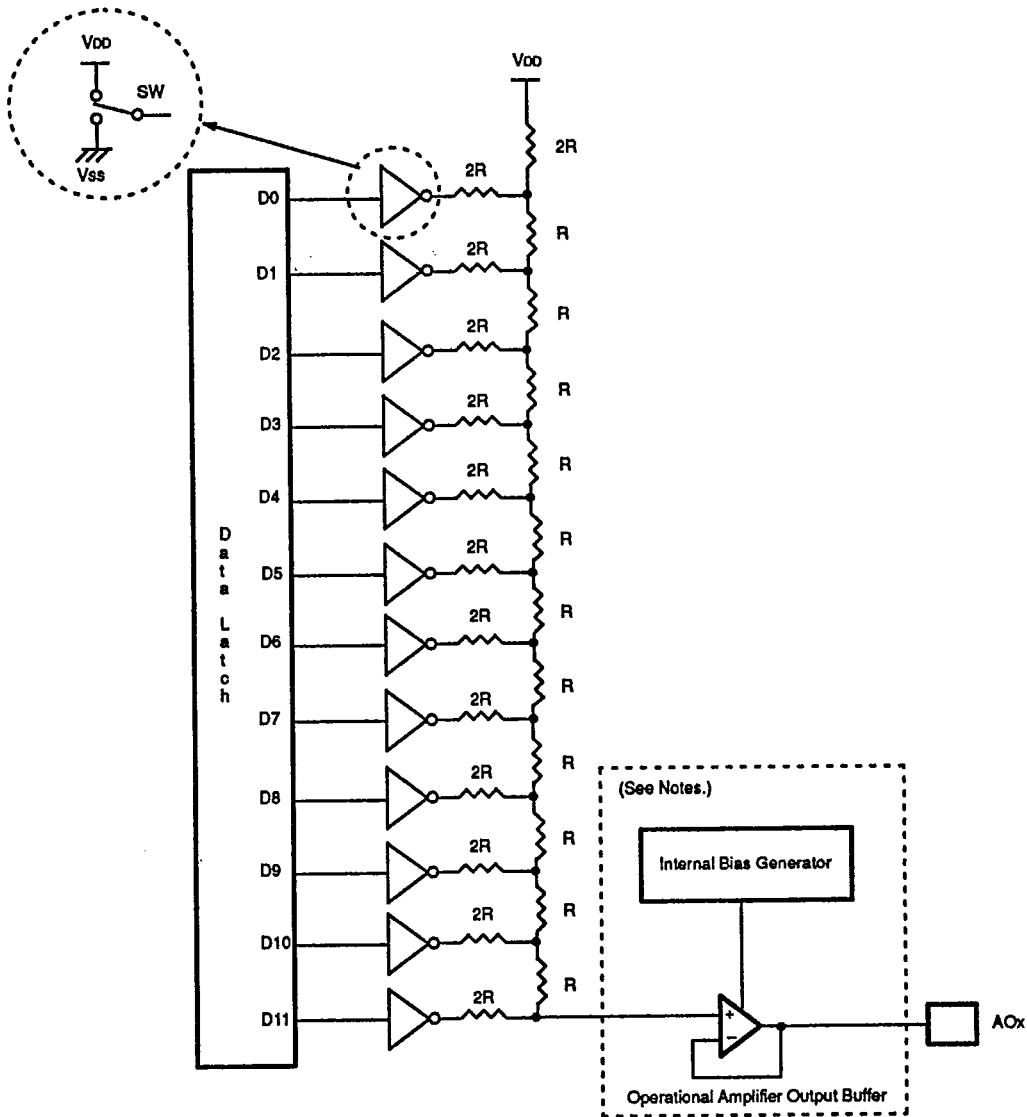 VDD
SW
VSS
VDD
2R
D0
2R
R
D1
2R
R
D2
2R
R
D3
2R
R
D4
2R
R
D5
2R
R
D6
2R
R
D7
2R
R
D8
2R
R
D9
2R
R
D10
2R
R
D11
2R
Data Latch
(See Notes.)
Internal Bias Generator
+
−
AOx
Operational Amplifier Output Buffer